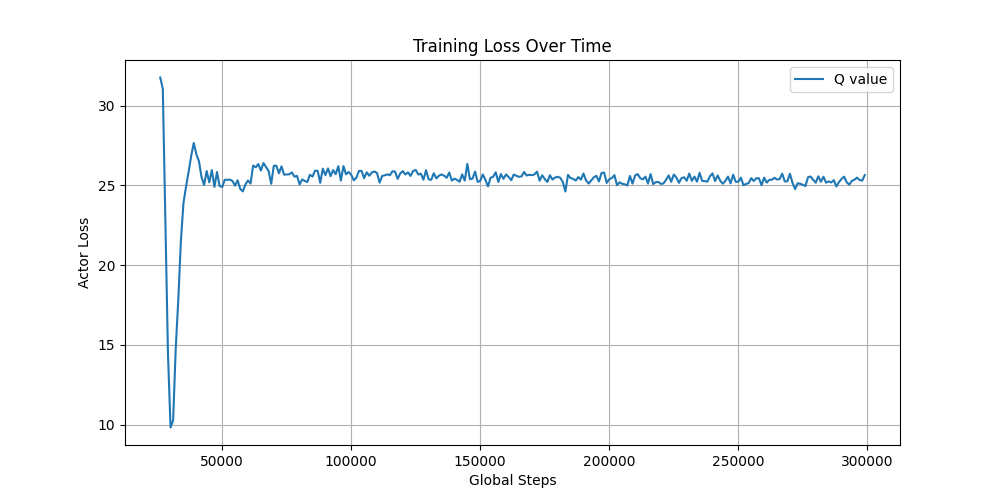 Training Loss Over Time
Q value
Actor Loss
30
25
20
15
10
50000 100000 150000 200000 250000 300000
Global Steps